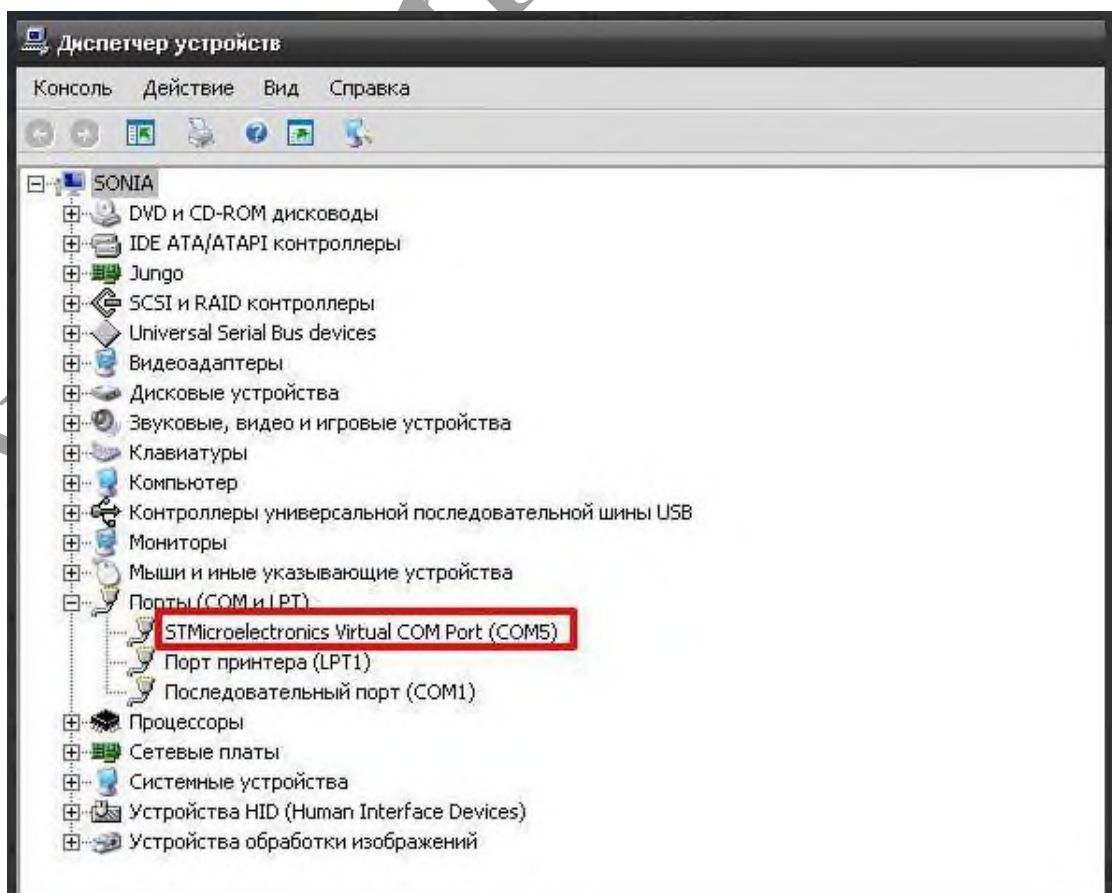 Диспетчер устройств
Консоль Действие Вид Справка
SONIA
DVD и CD-ROM дисководы
IDE ATA/ATAPI контроллеры
Jungo
SCSI и RAID контроллеры
Universal Serial Bus devices
Видеоадаптеры
Дисковые устройства
Звуковые, видео и игровые устройства
Клавиатуры
Компьютер
Контроллеры универсальной последовательной шины USB
Мониторы
Мыши и иные указывающие устройства
Порты (COM и LPT)
STMicroelectronics Virtual COM Port (COM5)
Порт принтера (LPT1)
Последовательный порт (COM1)
Процессоры
Сетевые платы
Системные устройства
Устройства HID (Human Interface Devices)
Устройства обработки изображений